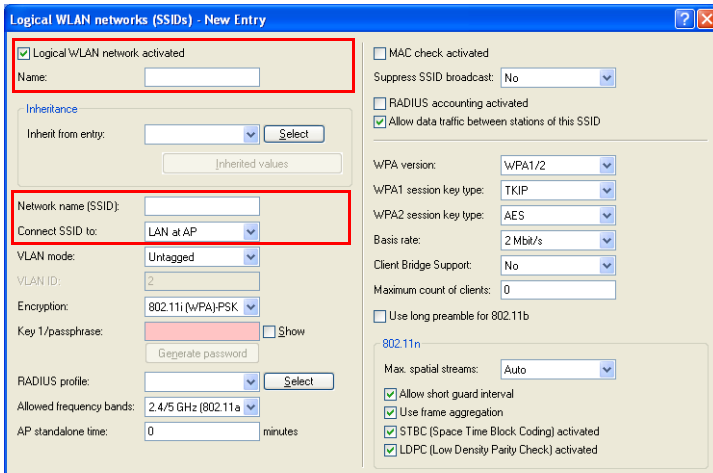 Logical WLAN networks (SSIDs) - New Entry
Logical WLAN network activated
Name:
Inheritance
Inherit from entry:
Select
Inherited values
Network name (SSID):
Connect SSID to: LAN at AP
VLAN mode: Untagged
VLAN ID: 2
Encryption: 802.11i (WPA)-PSK
Key 1/passphrase: Show
Generate password
RADIUS profile: Select
Allowed frequency bands: 2.4/5 GHz (802.11a
AP standalone time: 0 minutes
MAC check activated
Suppress SSID broadcast: No
RADIUS accounting activated
Allow data traffic between stations of this SSID
WPA version: WPA1/2
WPA1 session key type: TKIP
WPA2 session key type: AES
Basis rate: 2 Mbit/s
Client Bridge Support: No
Maximum count of clients: 0
Use long preamble for 802.11b
802.11n
Max. spatial streams: Auto
Allow short guard interval
Use frame aggregation
STBC (Space Time Block Coding) activated
LDPC (Low Density Parity Check) activated